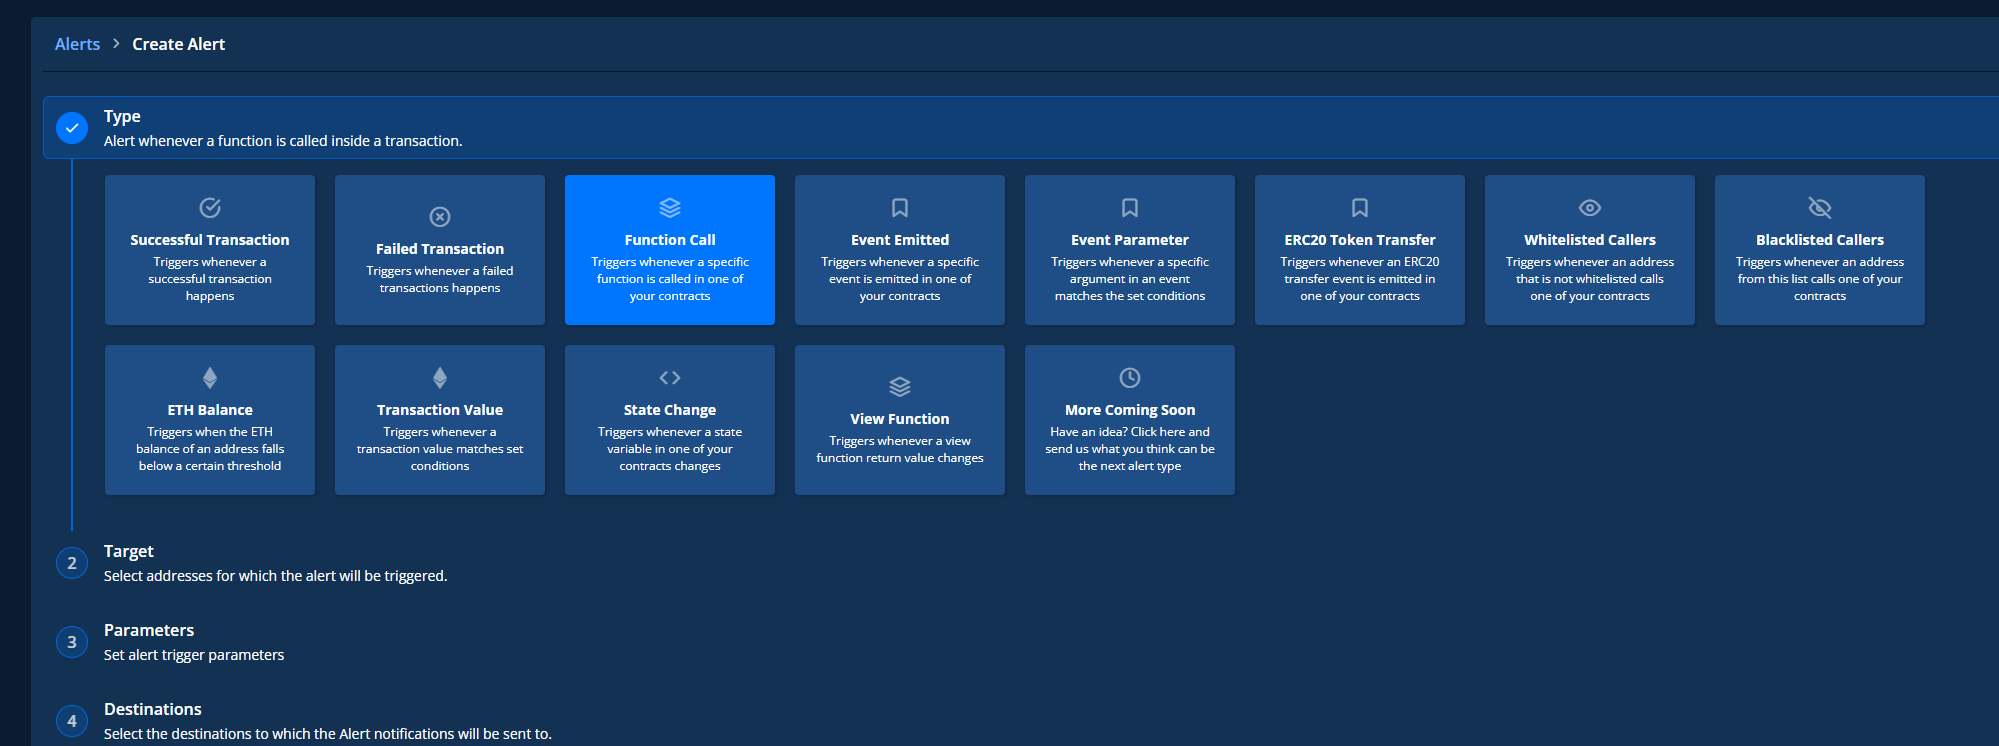 Alerts > Create Alert
Type
Alert whenever a function is called inside a transaction.
Successful Transaction
Triggers whenever a
successful transaction
happens
Failed Transaction
Triggers whenever a failed
transactions happens
Function Call
Triggers whenever a specific
function is called in one of
your contracts
Event Emitted
Triggers whenever a specific
event is emitted in one of
your contracts
Event Parameter
Triggers whenever a specific
argument in an event
matches the set conditions
ERC20 Token Transfer
Triggers whenever an ERC20
transfer event is emitted in
one of your contracts
Whitelisted Callers
Triggers whenever an address
that is not whitelisted calls
one of your contracts
Blacklisted Callers
Triggers whenever an address
from this list calls one of your
contracts
ETH Balance
Triggers when the ETH
balance of an address falls
below a certain threshold
Transaction Value
Triggers whenever a
transaction value matches set
conditions
State Change
Triggers whenever a state
variable in one of your
contracts changes
View Function
Triggers whenever a view
function return value changes
More Coming Soon
Have an idea? Click here and
send us what you think can be
the next alert type
2 Target
Select addresses for which the alert will be triggered.
3 Parameters
Set alert trigger parameters
4 Destinations
Select the destinations to which the Alert notifications will be sent to.